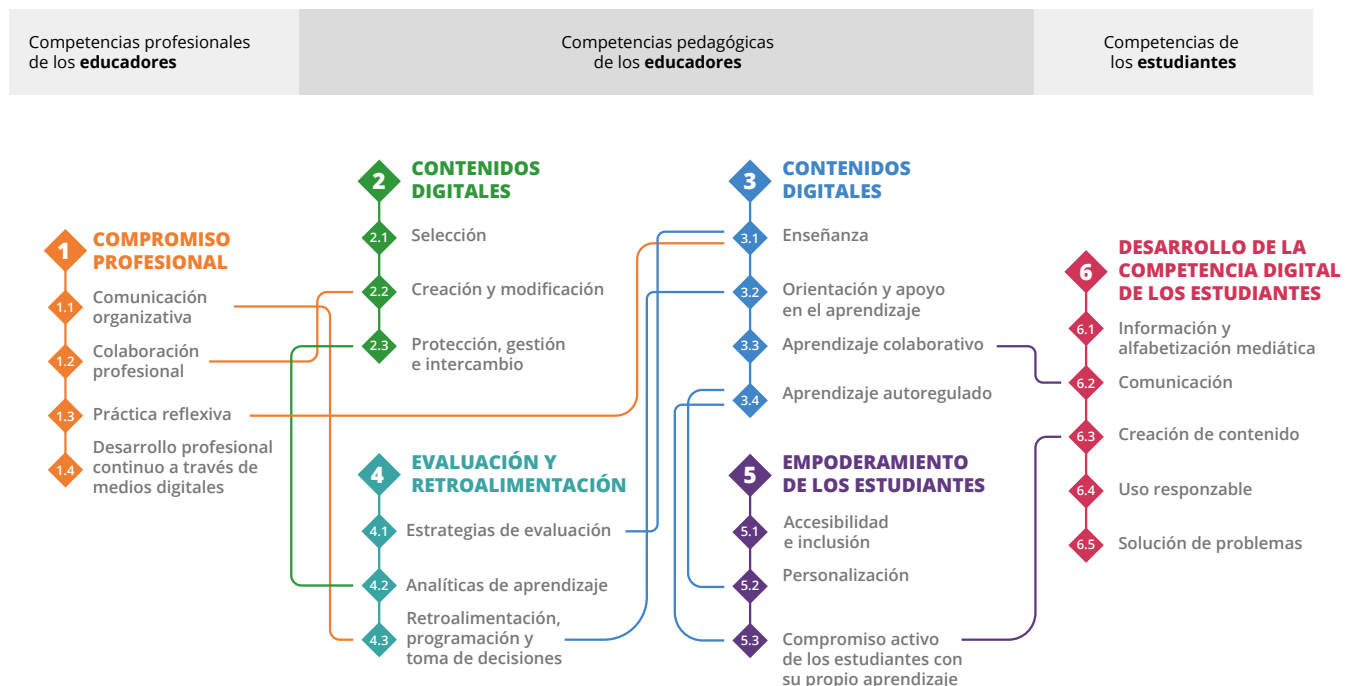 Competencias profesionales
de los educadores
Competencias pedagógicas
de los educadores
Competencias de
los estudiantes
1
COMPROMISO
PROFESIONAL
1.1
Comunicación
organizativa
1.2
Colaboración
profesional
1.3
Práctica reflexiva
1.4
Desarrollo profesional
continuo a través de
medios digitales
2
CONTENIDOS
DIGITALES
2.1
Selección
2.2
Creación y modificación
2.3
Protección, gestión
e intercambio
3
CONTENIDOS
DIGITALES
3.1
Enseñanza
3.2
Orientación y apoyo
en el aprendizaje
3.3
Aprendizaje colaborativo
3.4
Aprendizaje autoregulado
4
EVALUACIÓN Y
RETROALIMENTACIÓN
4.1
Estrategias de evaluación
4.2
Analíticas de aprendizaje
4.3
Retroalimentación,
programación y
toma de decisiones
5
EMPODERAMIENTO
DE LOS ESTUDIANTES
5.1
Accesibilidad
e inclusión
5.2
Personalización
5.3
Compromiso activo
de los estudiantes con
su propio aprendizaje
6
DESARROLLO DE LA
COMPETENCIA DIGITAL
DE LOS ESTUDIANTES
6.1
Información y
alfabetización mediática
6.2
Comunicación
6.3
Creación de contenido
6.4
Uso responzable
6.5
Solución de problemas